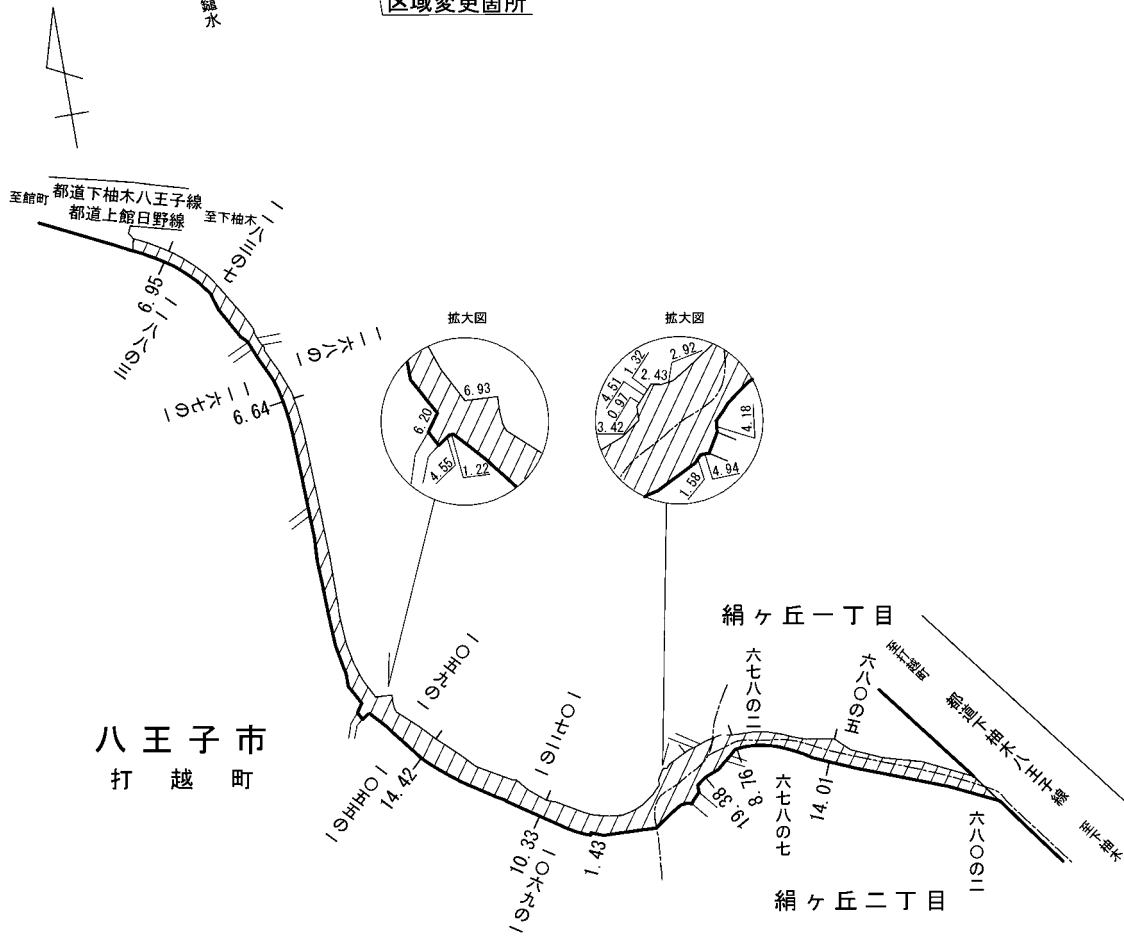 鑓水
区域変更箇所
至館町
都道下柚木八王子線
都道上館日野線
至下柚木
一一八三の七
6.95
一一八八の三
一一六八の一
一一六七の一
6.64
拡大図
6.93
6.20
4.55
1.22
拡大図
2.92
1.32
2.43
4.51
0.97
3.42
4.18
4.94
1.58
絹ヶ丘一丁目
至打越町
都道下柚木八王子線
至下柚木
六八〇の五
六七八の二
一〇五九の一
一〇七二の一
八王子市
打越町
一〇三五の一
14.42
10.33
一〇六九の一
1.43
19.38
8.76
六七八の七
14.01
六八〇の二
絹ヶ丘二丁目